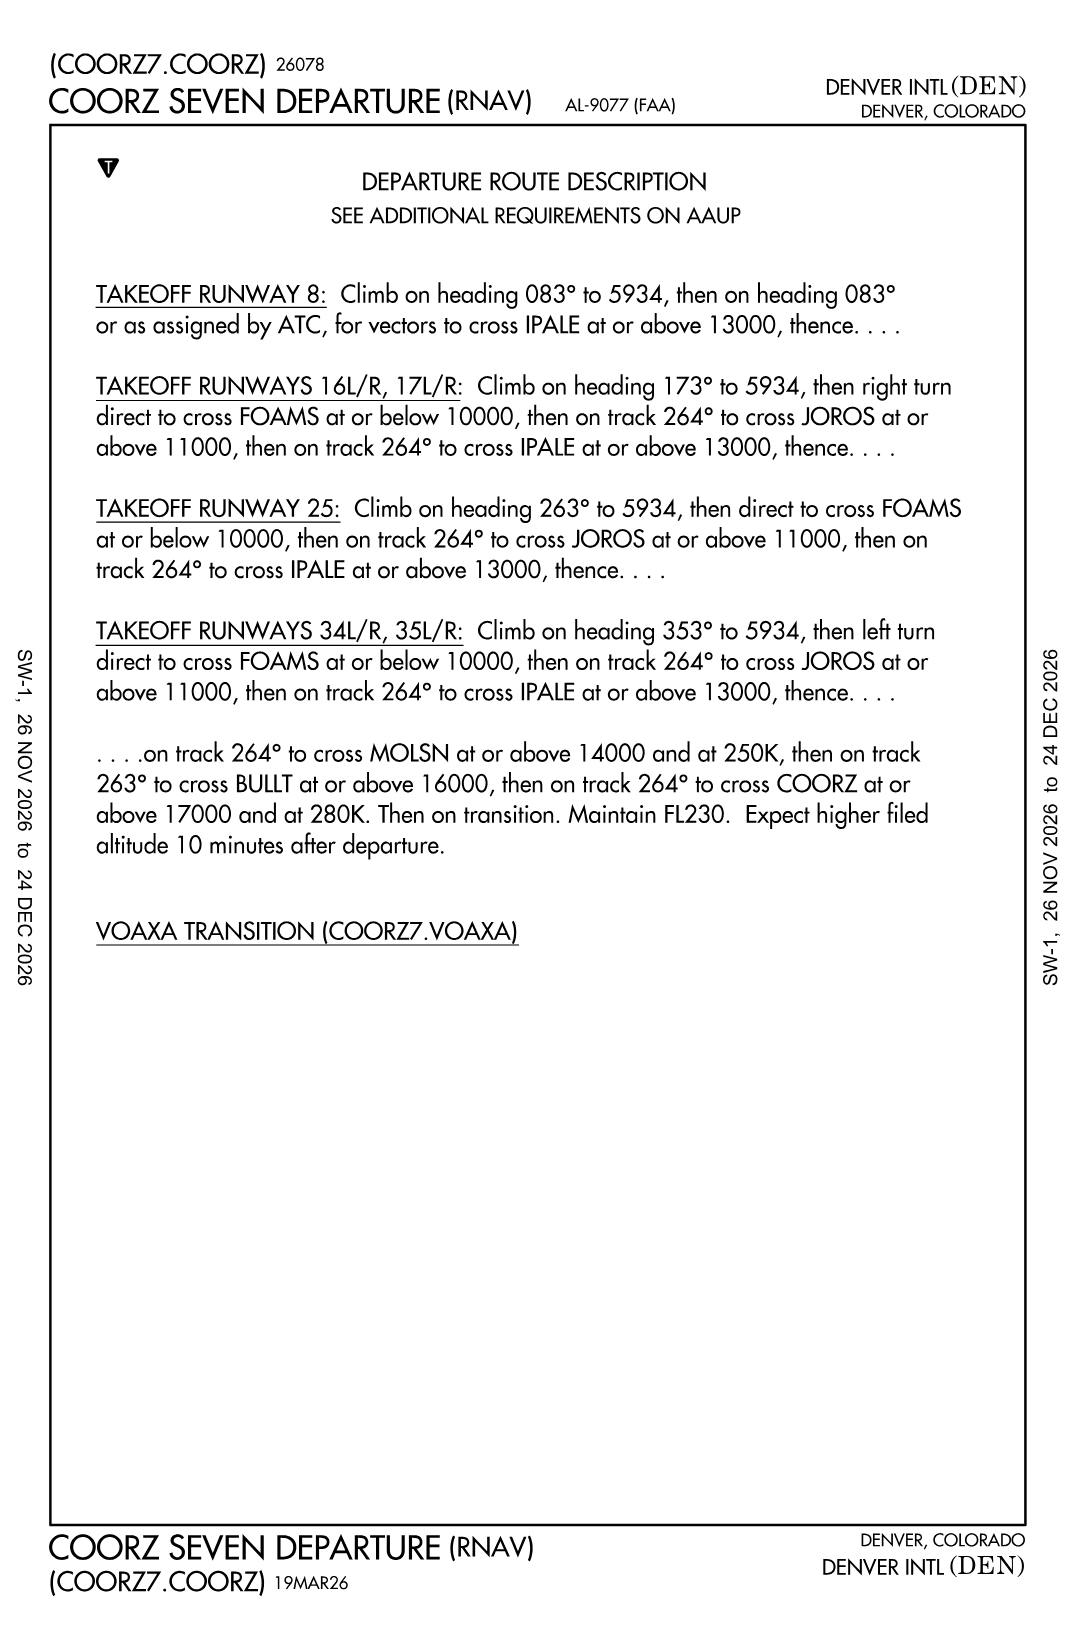 (COORZ7.COORZ) 26078
COORZ SEVEN DEPARTURE (RNAV) AL-9077 (FAA)
DENVER INTL (DEN)
DENVER, COLORADO
T
DEPARTURE ROUTE DESCRIPTION
SEE ADDITIONAL REQUIREMENTS ON AAUP
TAKEOFF RUNWAY 8: Climb on heading 083° to 5934, then on heading 083°
or as assigned by ATC, for vectors to cross IPALE at or above 13000, thence. . . .
TAKEOFF RUNWAYS 16L/R, 17L/R: Climb on heading 173° to 5934, then right turn
direct to cross FOAMS at or below 10000, then on track 264° to cross JOROS at or
above 11000, then on track 264° to cross IPALE at or above 13000, thence. . . .
TAKEOFF RUNWAY 25: Climb on heading 263° to 5934, then direct to cross FOAMS
at or below 10000, then on track 264° to cross JOROS at or above 11000, then on
track 264° to cross IPALE at or above 13000, thence. . . .
TAKEOFF RUNWAYS 34L/R, 35L/R: Climb on heading 353° to 5934, then left turn
direct to cross FOAMS at or below 10000, then on track 264° to cross JOROS at or
above 11000, then on track 264° to cross IPALE at or above 13000, thence. . . .
. . . .on track 264° to cross MOLSN at or above 14000 and at 250K, then on track
263° to cross BULLT at or above 16000, then on track 264° to cross COORZ at or
above 17000 and at 280K. Then on transition. Maintain FL230. Expect higher filed
altitude 10 minutes after departure.
VOAXA TRANSITION (COORZ7.VOAXA)
SW-1, 26 NOV 2026 to 24 DEC 2026
SW-1, 26 NOV 2026 to 24 DEC 2026
COORZ SEVEN DEPARTURE (RNAV)
(COORZ7.COORZ) 19MAR26
DENVER, COLORADO
DENVER INTL (DEN)